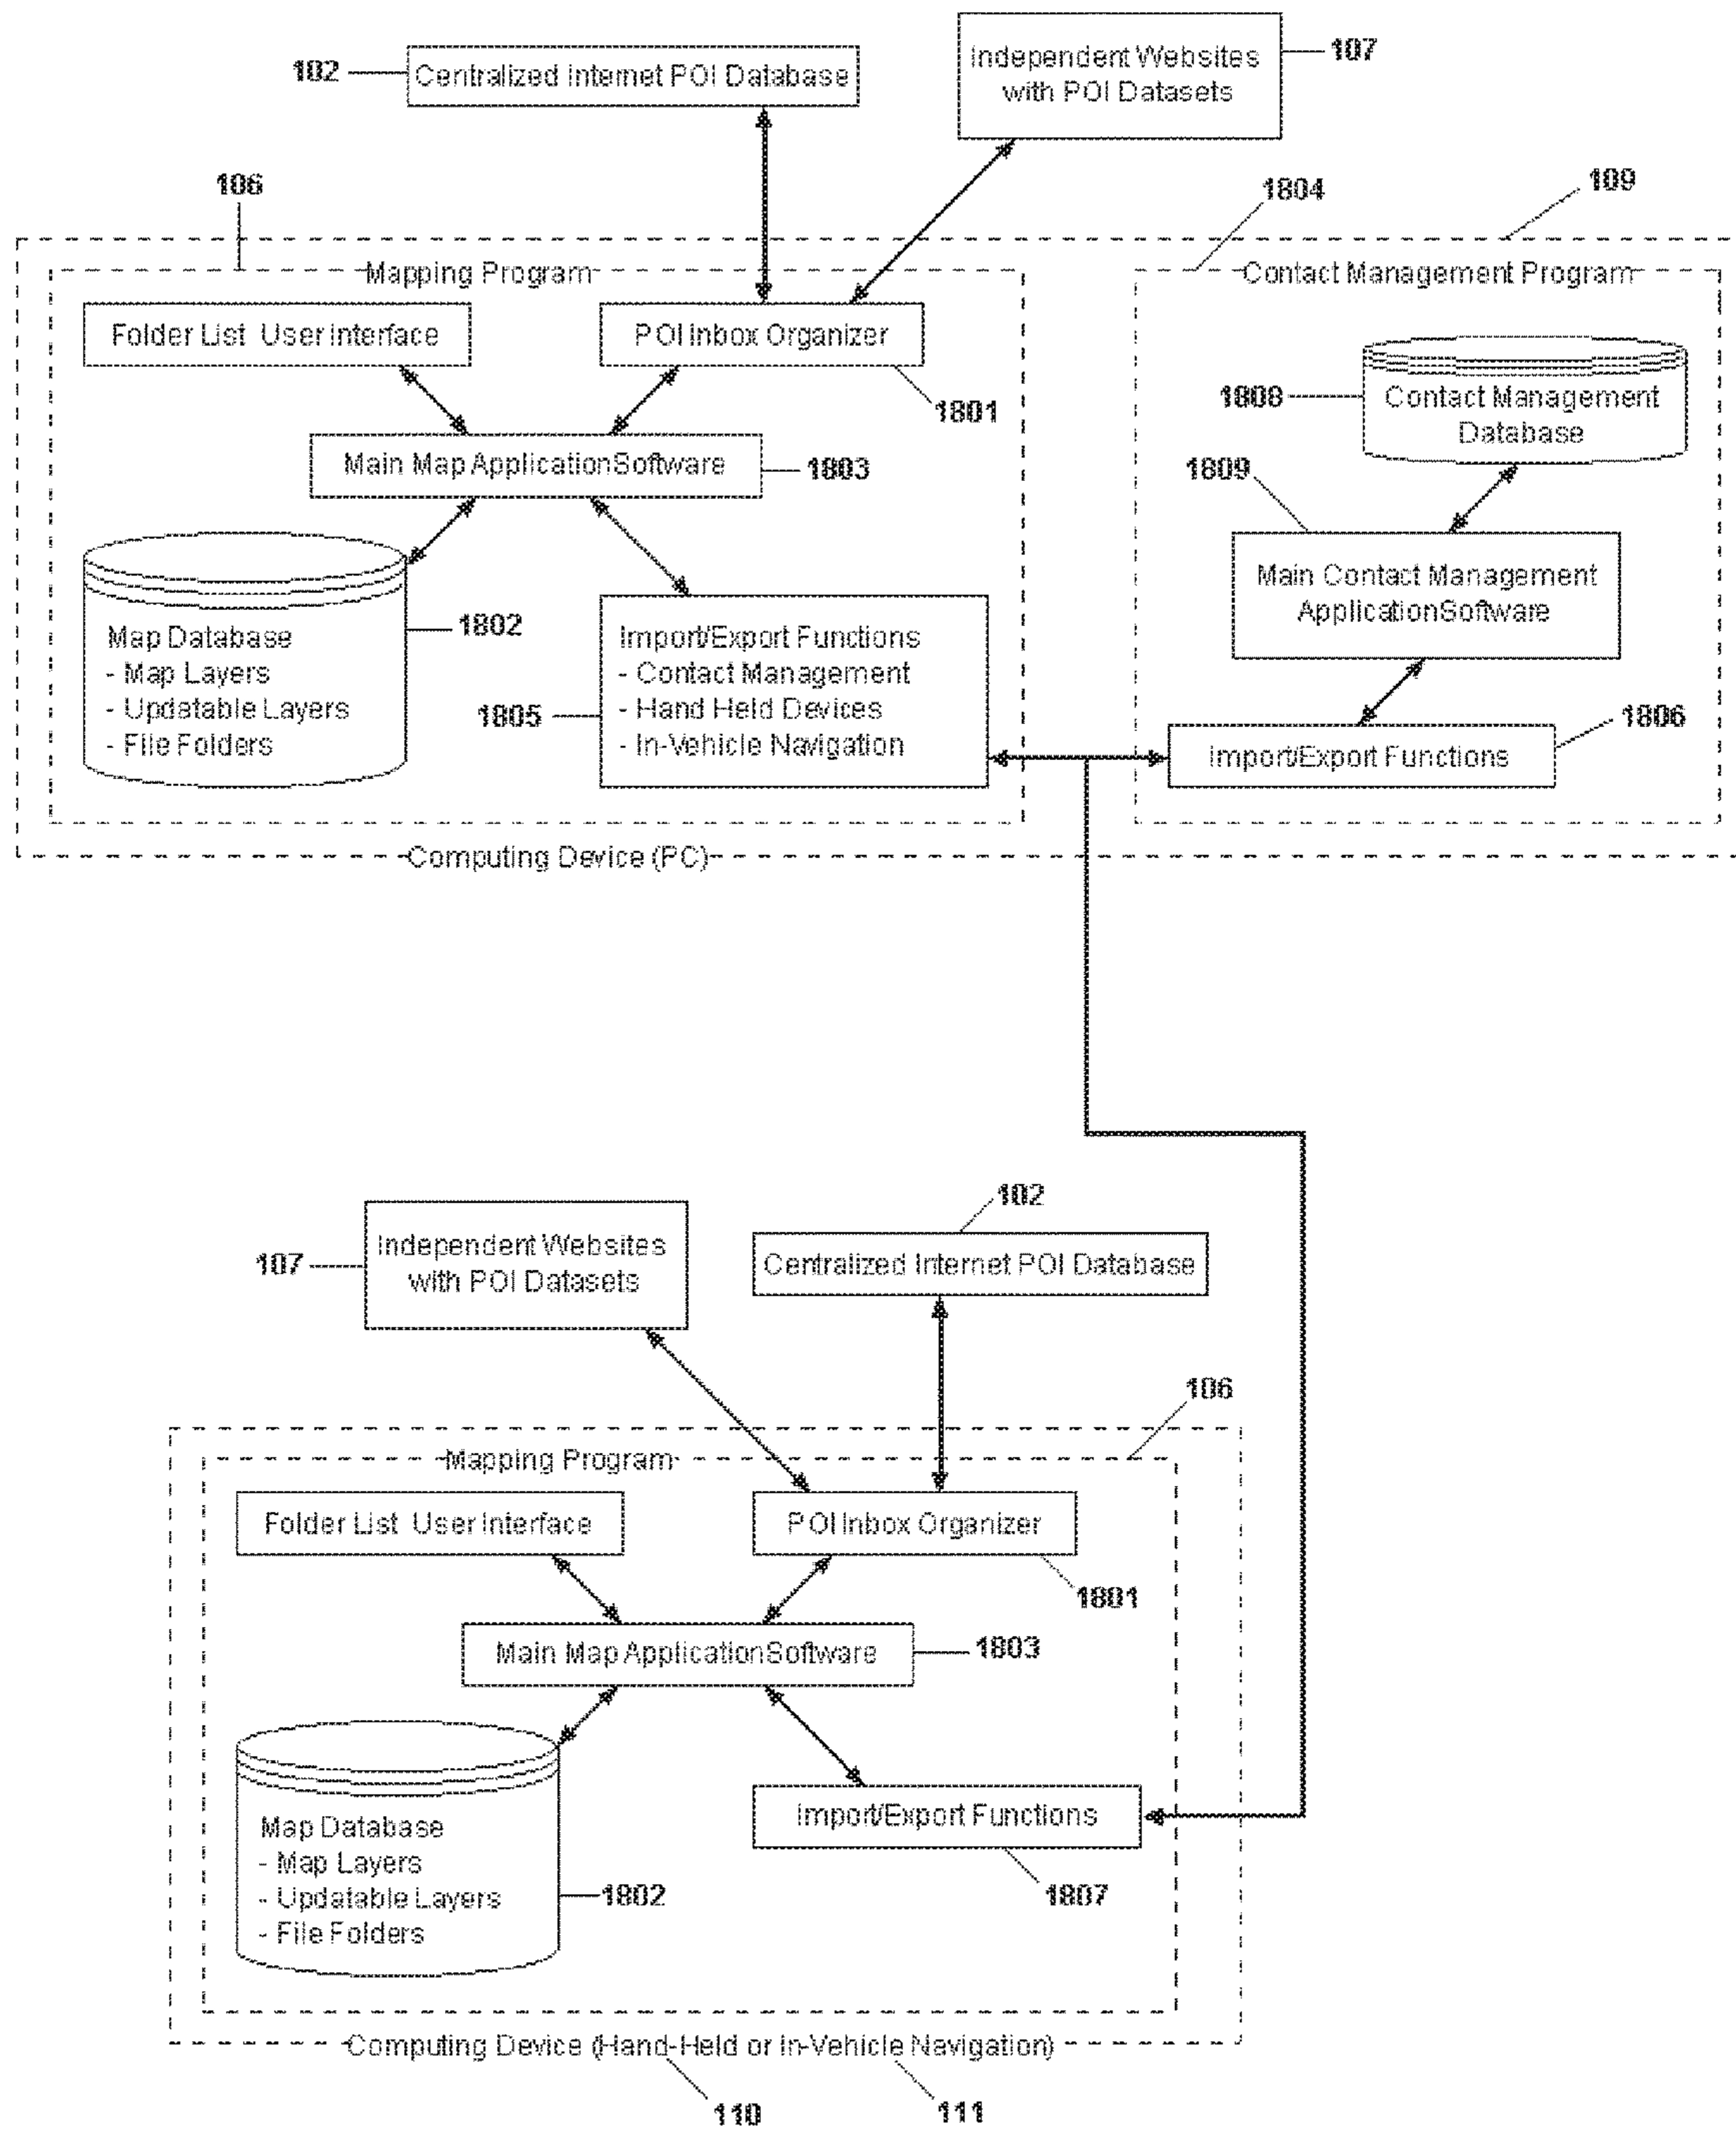 102
Centralized Internet POI Database
Independent Websites
with POI Datasets
107
106
1804
109
Mapping Program
Contact Management Program
Folder List User Interface
POI Inbox Organizer
1801
1808
Contact Management
Database
Main Map Application Software
1803
1809
Main Contact Management
Application Software
Map Database
- Map Layers
- Updatable Layers
- File Folders
1802
1805
Import/Export Functions
- Contact Management
- Hand Held Devices
- In-Vehicle Navigation
1806
Import/Export Functions
Computing Device (PC)
107
Independent Websites
with POI Datasets
102
Centralized Internet POI Database
106
Mapping Program
Folder List User Interface
POI Inbox Organizer
1801
Main Map Application Software
1803
Map Database
- Map Layers
- Updatable Layers
- File Folders
1802
Import/Export Functions
1807
Computing Device (Hand-Held or In-Vehicle Navigation)
110
111